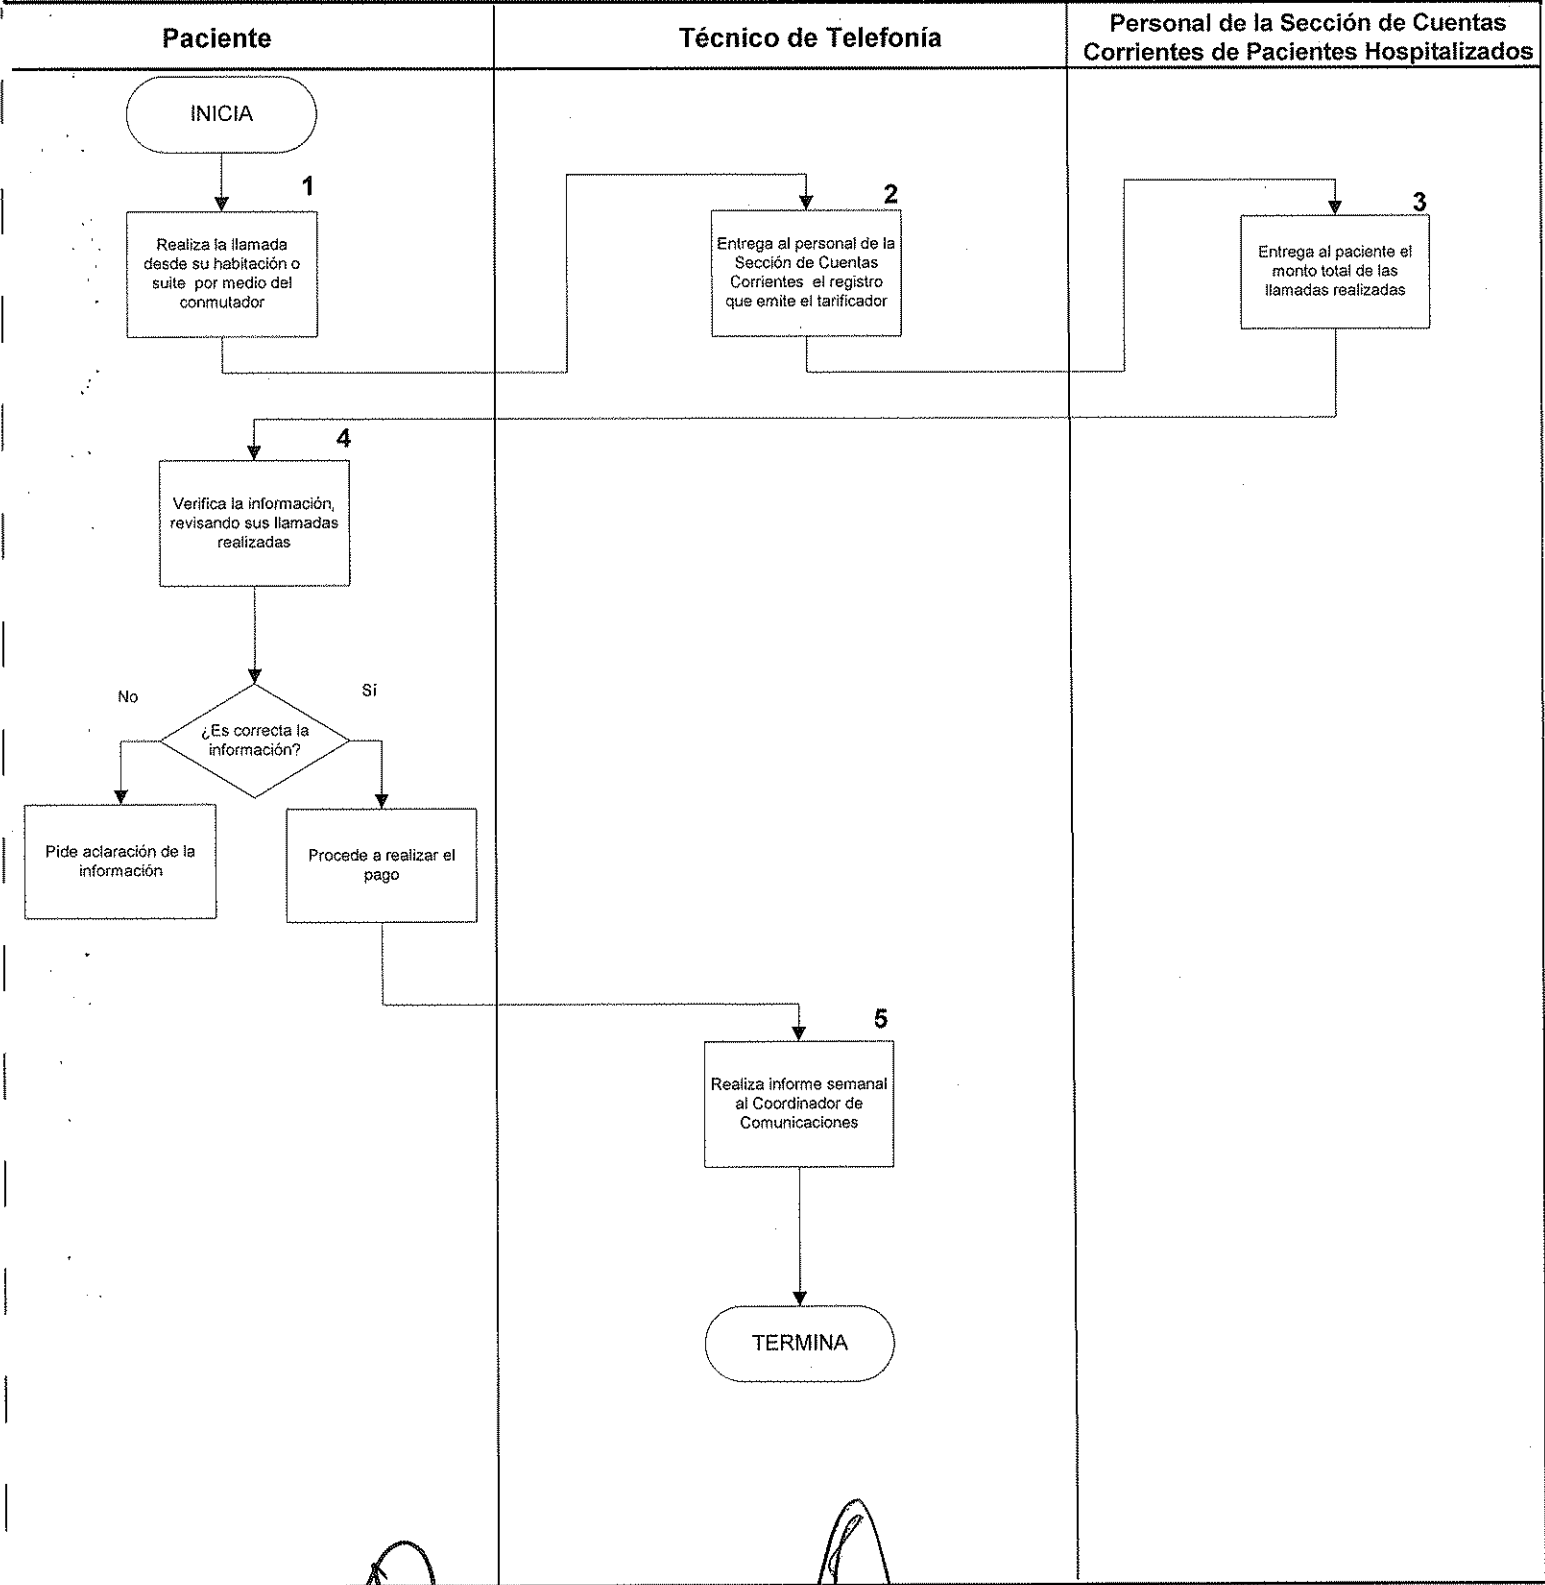 Paciente
Técnico de Telefonía
Personal de la Sección de Cuentas
Corrientes de Pacientes Hospitalizados
INICIA
1
Realiza la llamada
desde su habitación o
suite por medio del
conmutador
2
Entrega al personal de la
Sección de Cuentas
Corrientes el registro
que emite el tarificador
3
Entrega al paciente el
monto total de las
llamadas realizadas
4
Verifica la información,
revisando sus llamadas
realizadas
No
Sí
¿Es correcta la
información?
Pide aclaración de la
información
Procede a realizar el
pago
5
Realiza informe semanal
al Coordinador de
Comunicaciones
TERMINA